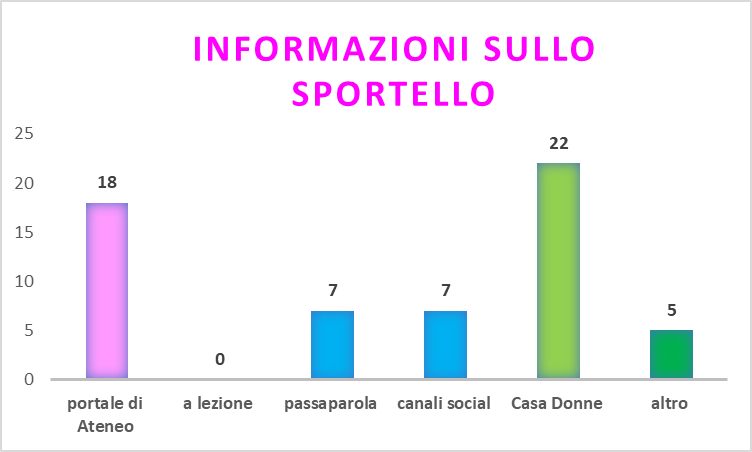 INFORMAZIONI SULLO
SPORTELLO
25
20
15
10
5
0
18
0
7
7
22
5
portale di
Ateneo
a lezione
passaparola
canali social
Casa Donne
altro